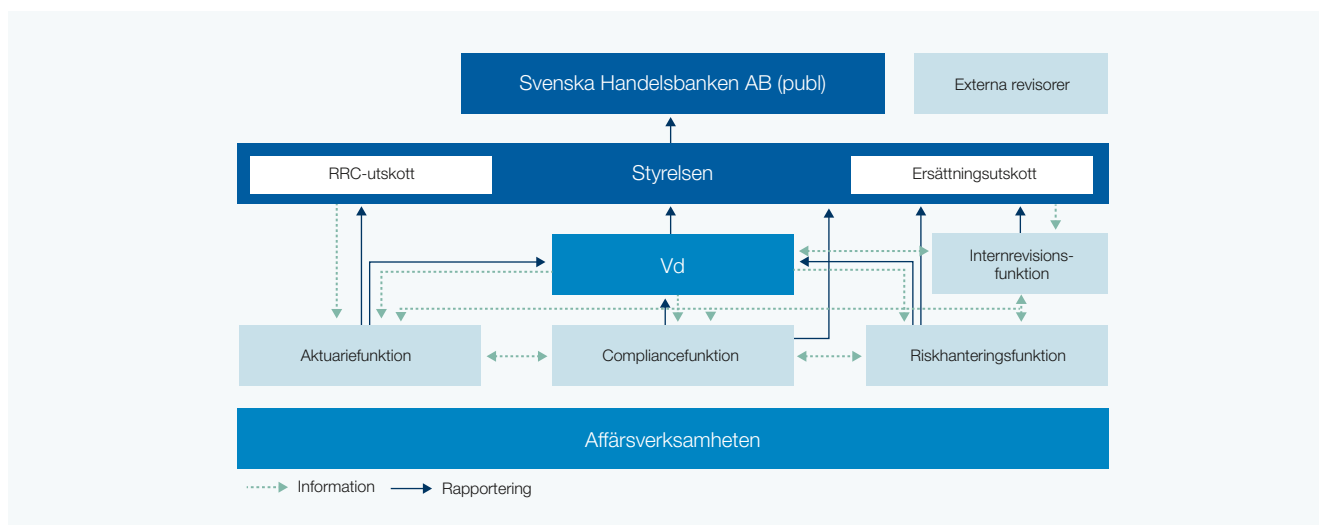 Svenska Handelsbanken AB (publ)
Externa revisorer
RRC-utskott
Styrelsen
Ersättningsutskott
Vd
Internrevisions-
funktion
Aktuariefunktion
Compliancefunktion
Riskhanteringsfunktion
Affärsverksamheten
Information
Rapportering